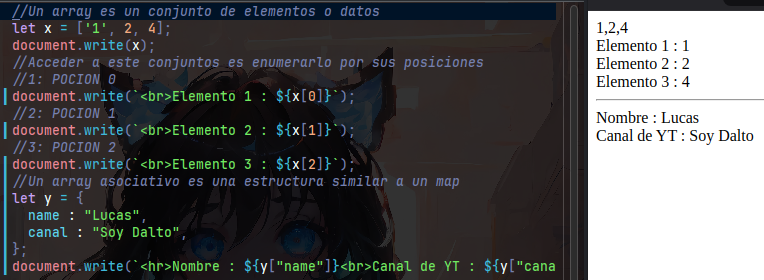 //Un array es un conjunto de elementos o datos
let x = ['1', 2, 4];
document.write(x);
//Acceder a este conjuntos es enumerarlo por sus posiciones
//1: POCION 0
document.write(`<br>Elemento 1 : ${x[0]}`);
//2: POCION 1
document.write(`<br>Elemento 2 : ${x[1]}`);
//3: POCION 2
document.write(`<br>Elemento 3 : ${x[2]}`);
//Un array asociativo es una estructura similar a un map
let y = {
name : "Lucas",
canal : "Soy Dalto",
};
document.write(`<hr>Nombre : ${y["name"]}<br>Canal de YT : ${y["cana
1,2,4
Elemento 1 : 1
Elemento 2 : 2
Elemento 3 : 4
Nombre : Lucas
Canal de YT : Soy Dalto